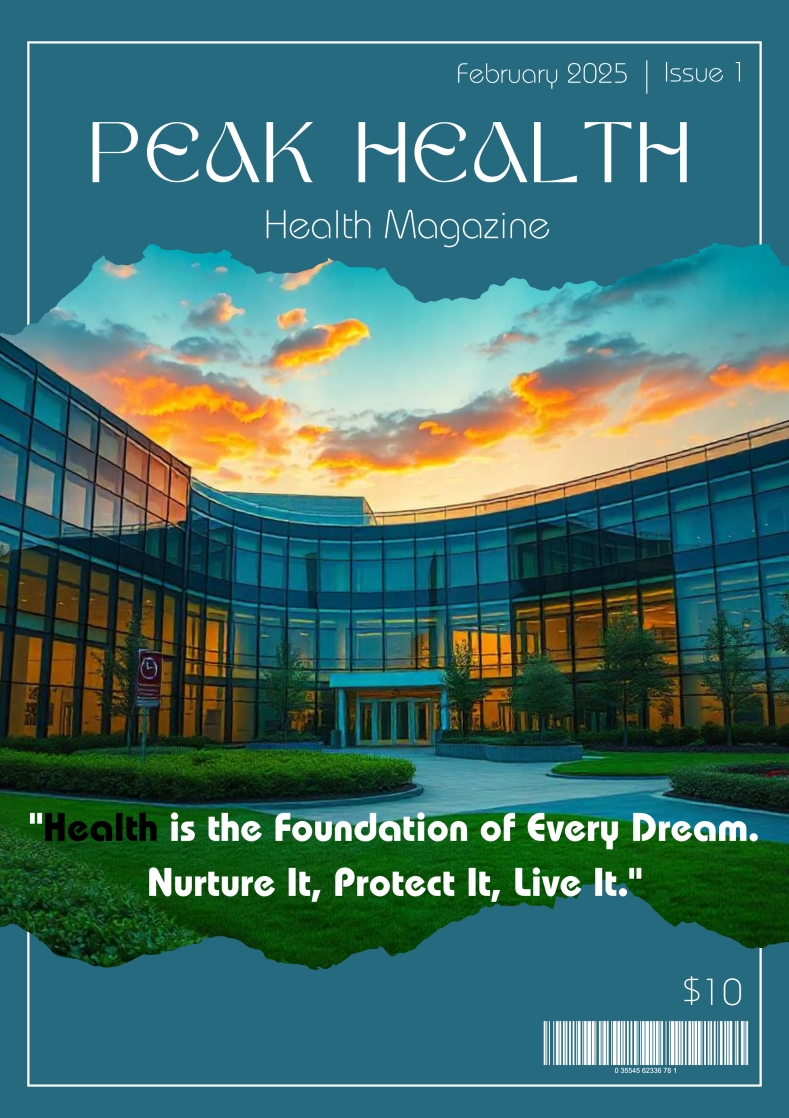 February 2025 | Issue 1
PEAK HEALTH
Health Magazine
"Health is the Foundation of Every Dream.
Nurture It, Protect It, Live It."
$10
0 35545 62336 78 1